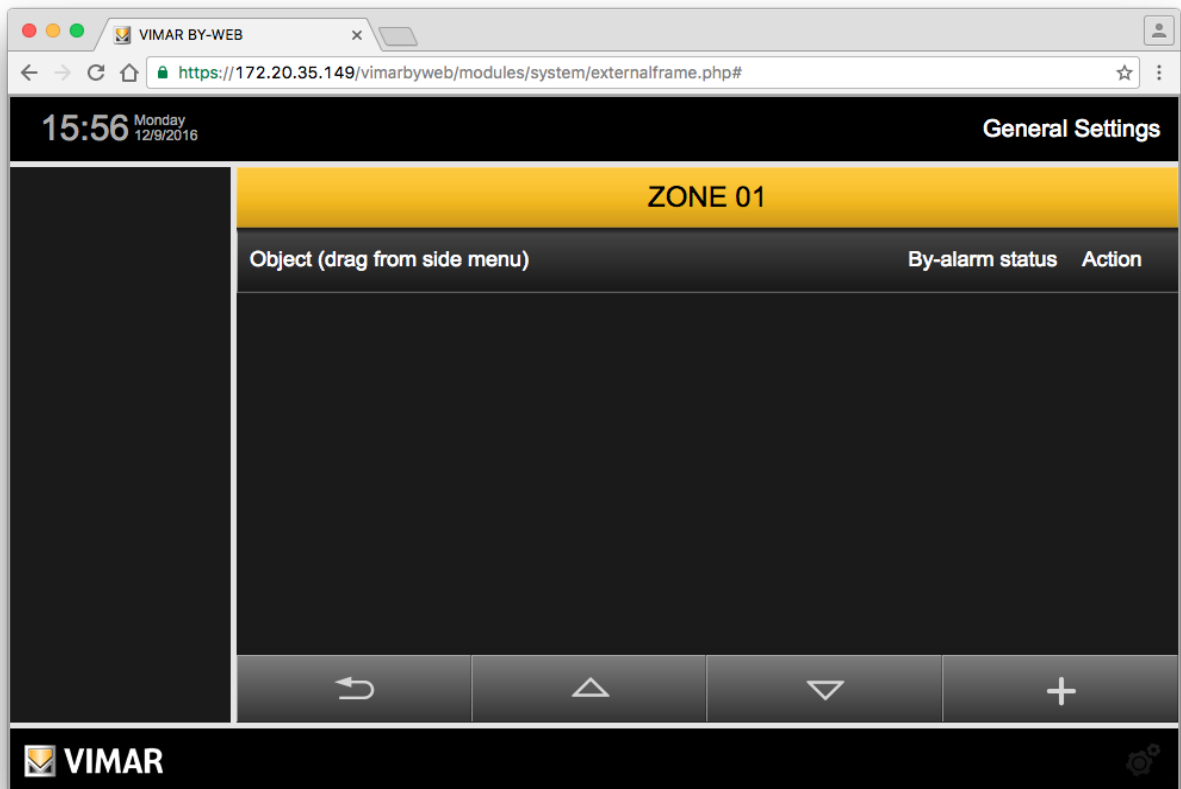 VIMAR BY-WEB
https://172.20.35.149/vimarbyweb/modules/system/externalframe.php#
15:56 Monday
12/9/2016
General Settings
ZONE 01
Object (drag from side menu) By-alarm status Action
VIMAR